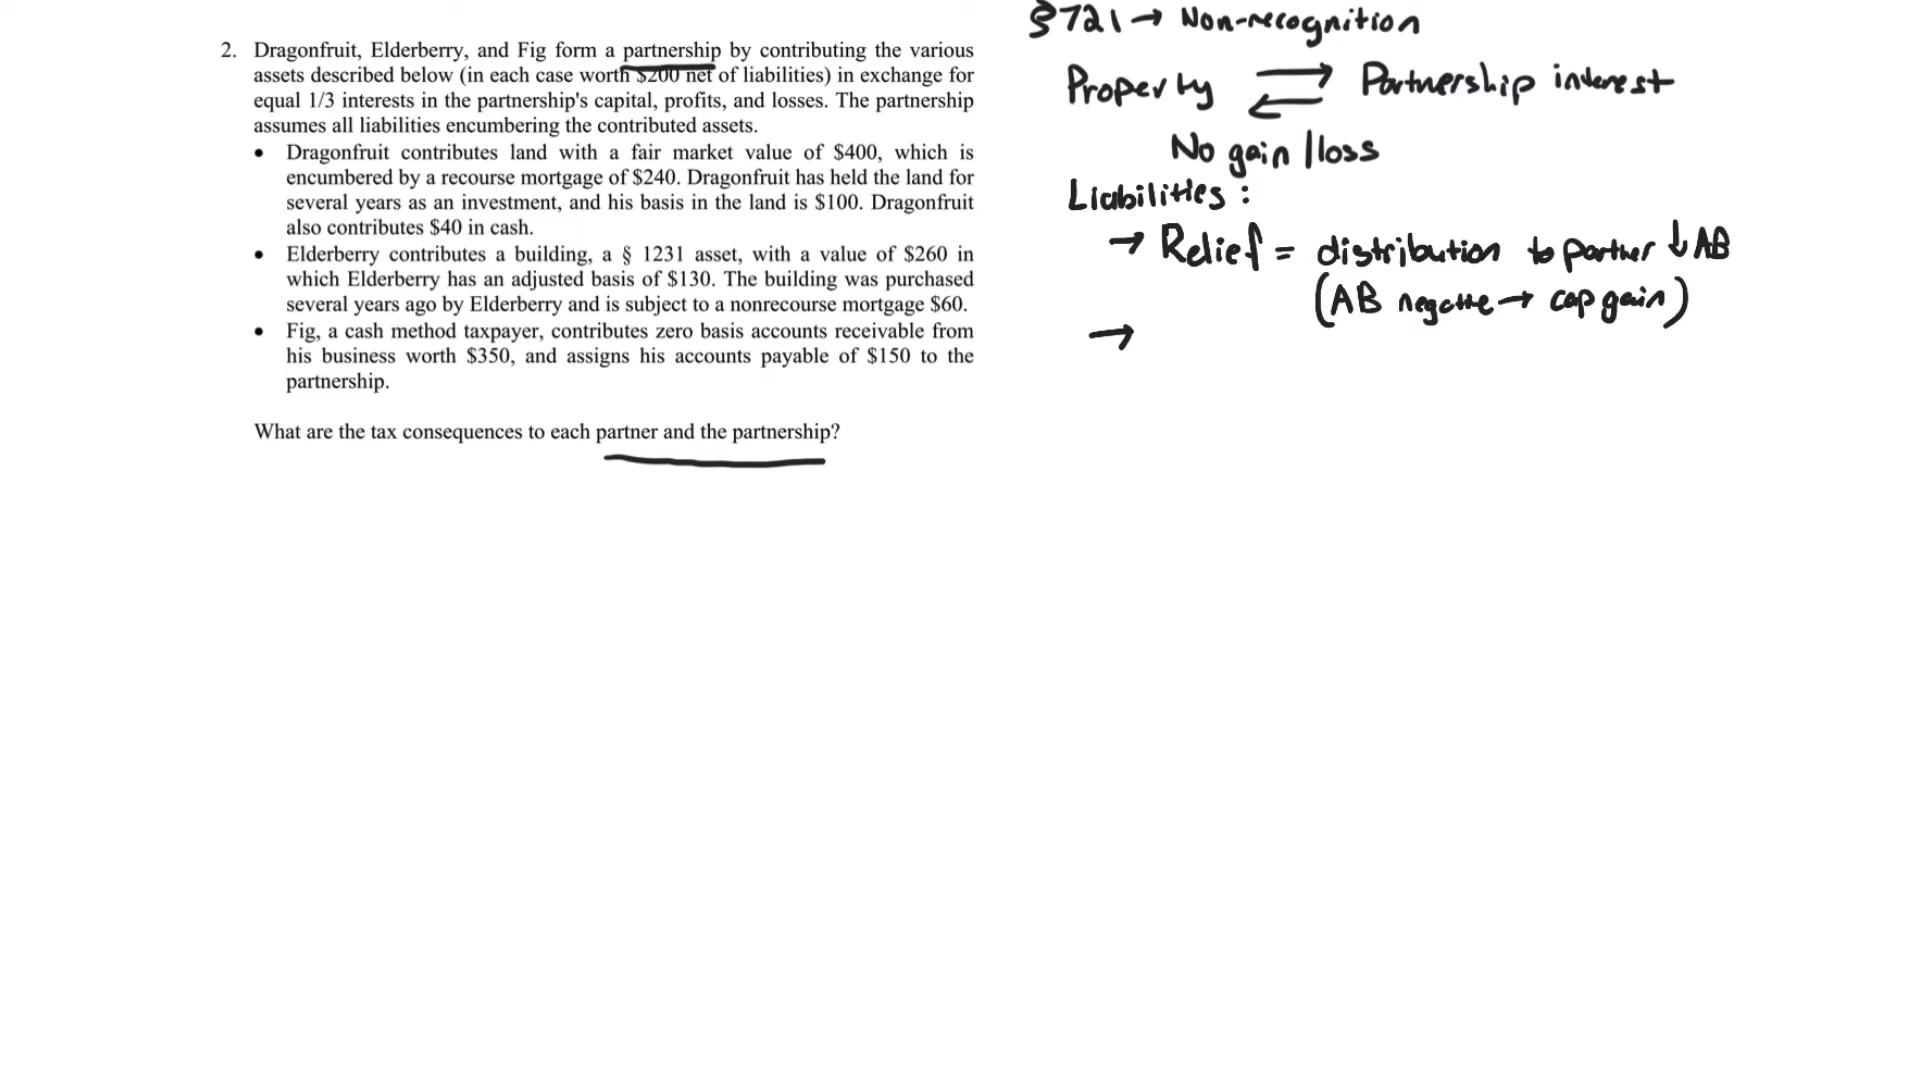 2. Dragonfruit, Elderberry, and Fig form a partnership by contributing the various
assets described below (in each case worth $200 net of liabilities) in exchange for
equal 1/3 interests in the partnership's capital, profits, and losses. The partnership
assumes all liabilities encumbering the contributed assets.
• Dragonfruit contributes land with a fair market value of $400, which is
encumbered by a recourse mortgage of $240. Dragonfruit has held the land for
several years as an investment, and his basis in the land is $100. Dragonfruit
also contributes $40 in cash.
• Elderberry contributes a building, a § 1231 asset, with a value of $260 in
which Elderberry has an adjusted basis of $130. The building was purchased
several years ago by Elderberry and is subject to a nonrecourse mortgage $60.
• Fig, a cash method taxpayer, contributes zero basis accounts receivable from
his business worth $350, and assigns his accounts payable of $150 to the
partnership.
What are the tax consequences to each partner and the partnership?
§721 → Non-recognition
Property ⇄ Partnership interest
No gain/loss
Liabilities:
→ Relief = distribution to partner ↓ AB
(AB negative → cap gain)
→